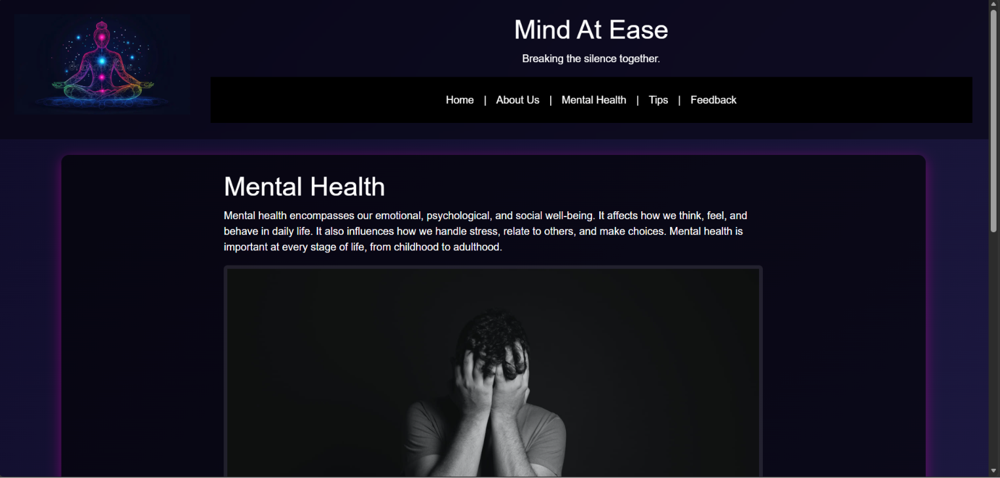 Mind At Ease
Breaking the silence together.
Home | About Us | Mental Health | Tips | Feedback
Mental Health
Mental health encompasses our emotional, psychological, and social well-being. It affects how we think, feel, and
behave in daily life. It also influences how we handle stress, relate to others, and make choices. Mental health is
important at every stage of life, from childhood to adulthood.